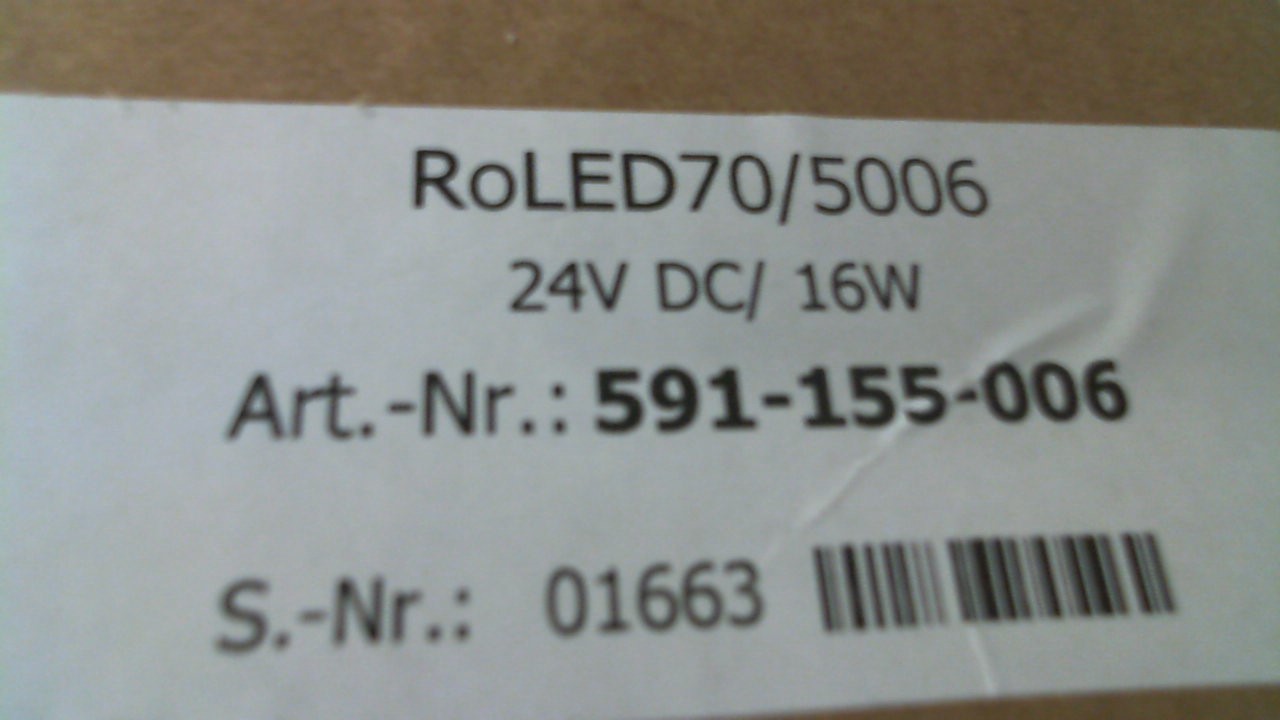 RoLED70/5006
24V DC/ 16W
Art.-Nr.: 591-155-006
S.-Nr.: 01663